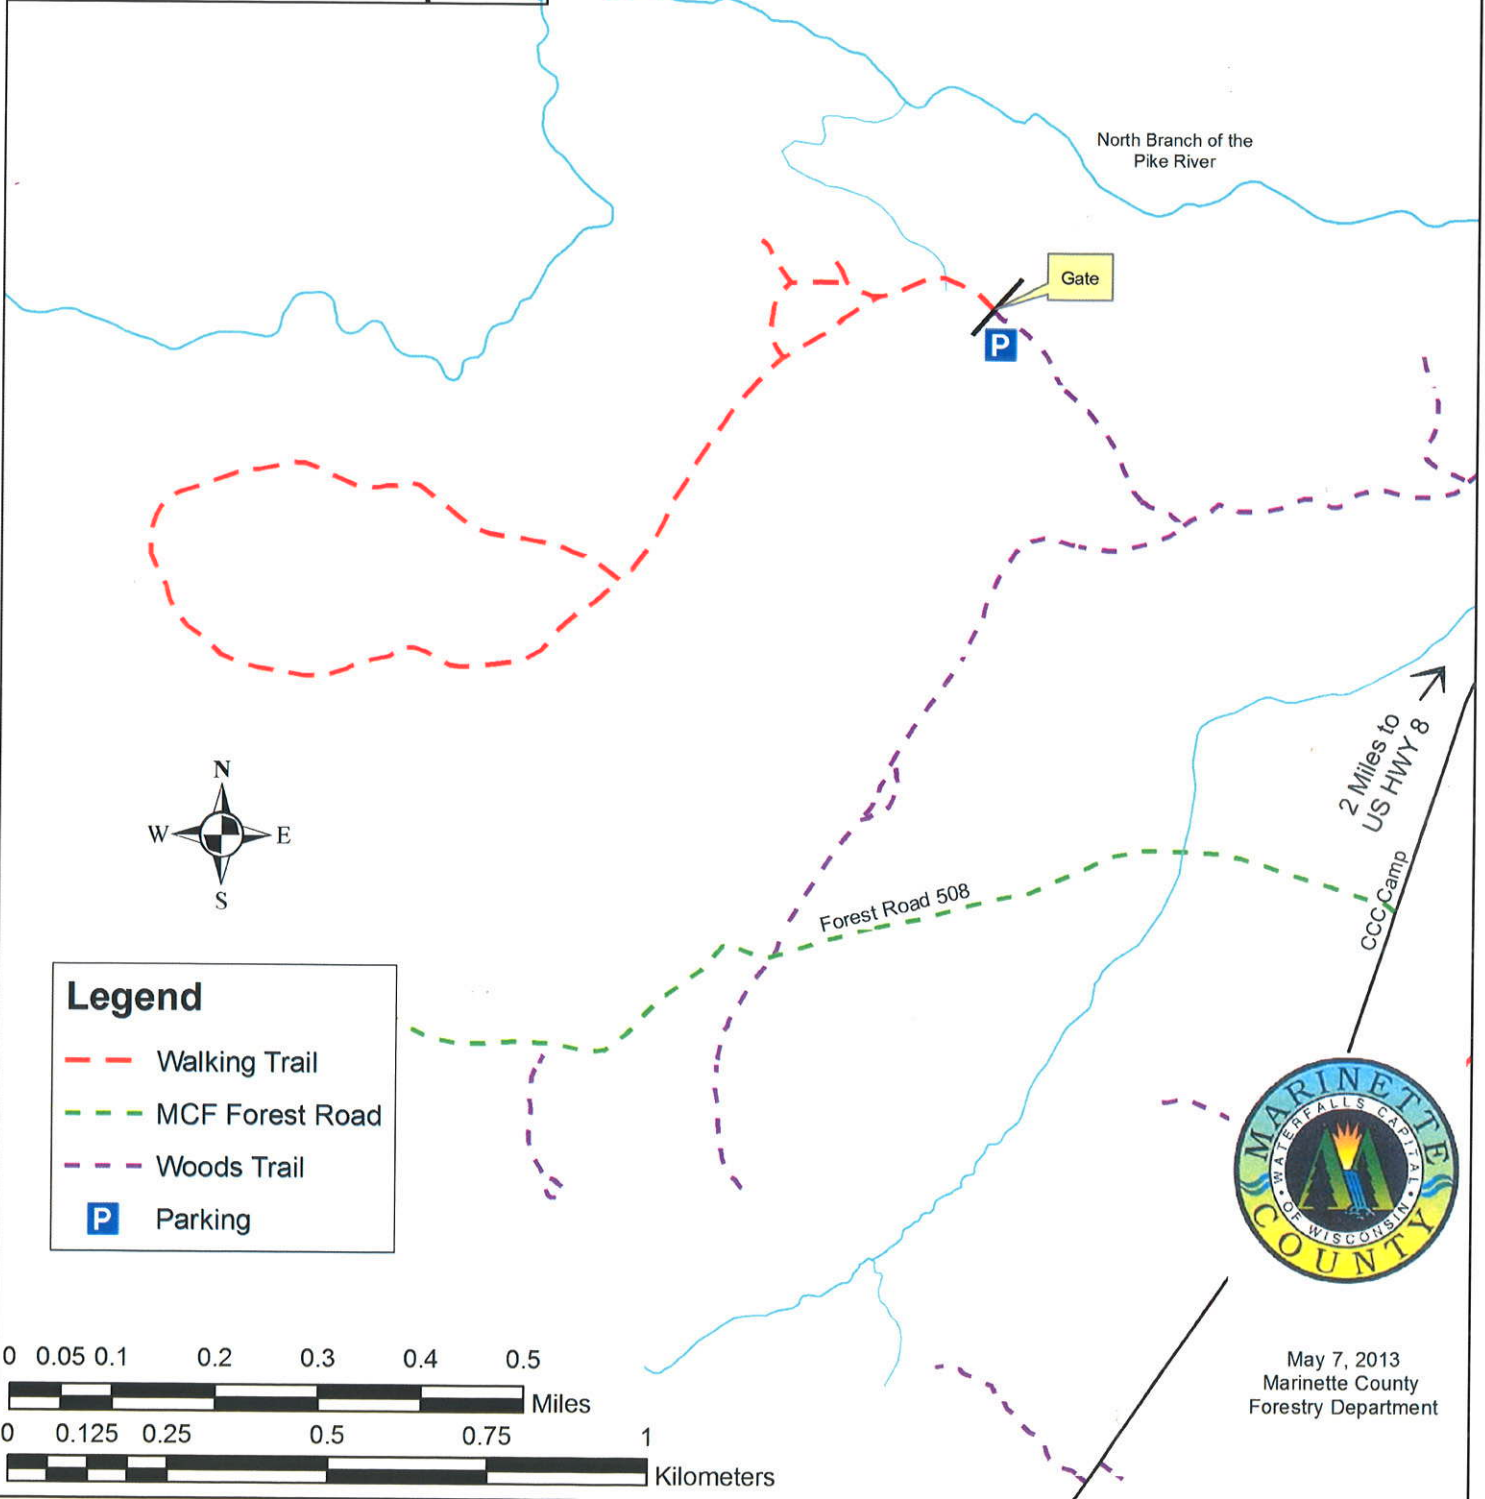 North Branch of the
Pike River
Gate
P
2 Miles to
US HWY 8
N
W
E
S
CCC Camp
Forest Road 508
Legend
Walking Trail
MCF Forest Road
Woods Trail
P
Parking
MARINETTE
WATERFALLS CAPITAL
OF WISCONSIN
COUNTY
0 0.05 0.1 0.2 0.3 0.4 0.5
Miles
0 0.125 0.25 0.5 0.75 1
Kilometers
May 7, 2013
Marinette County
Forestry Department